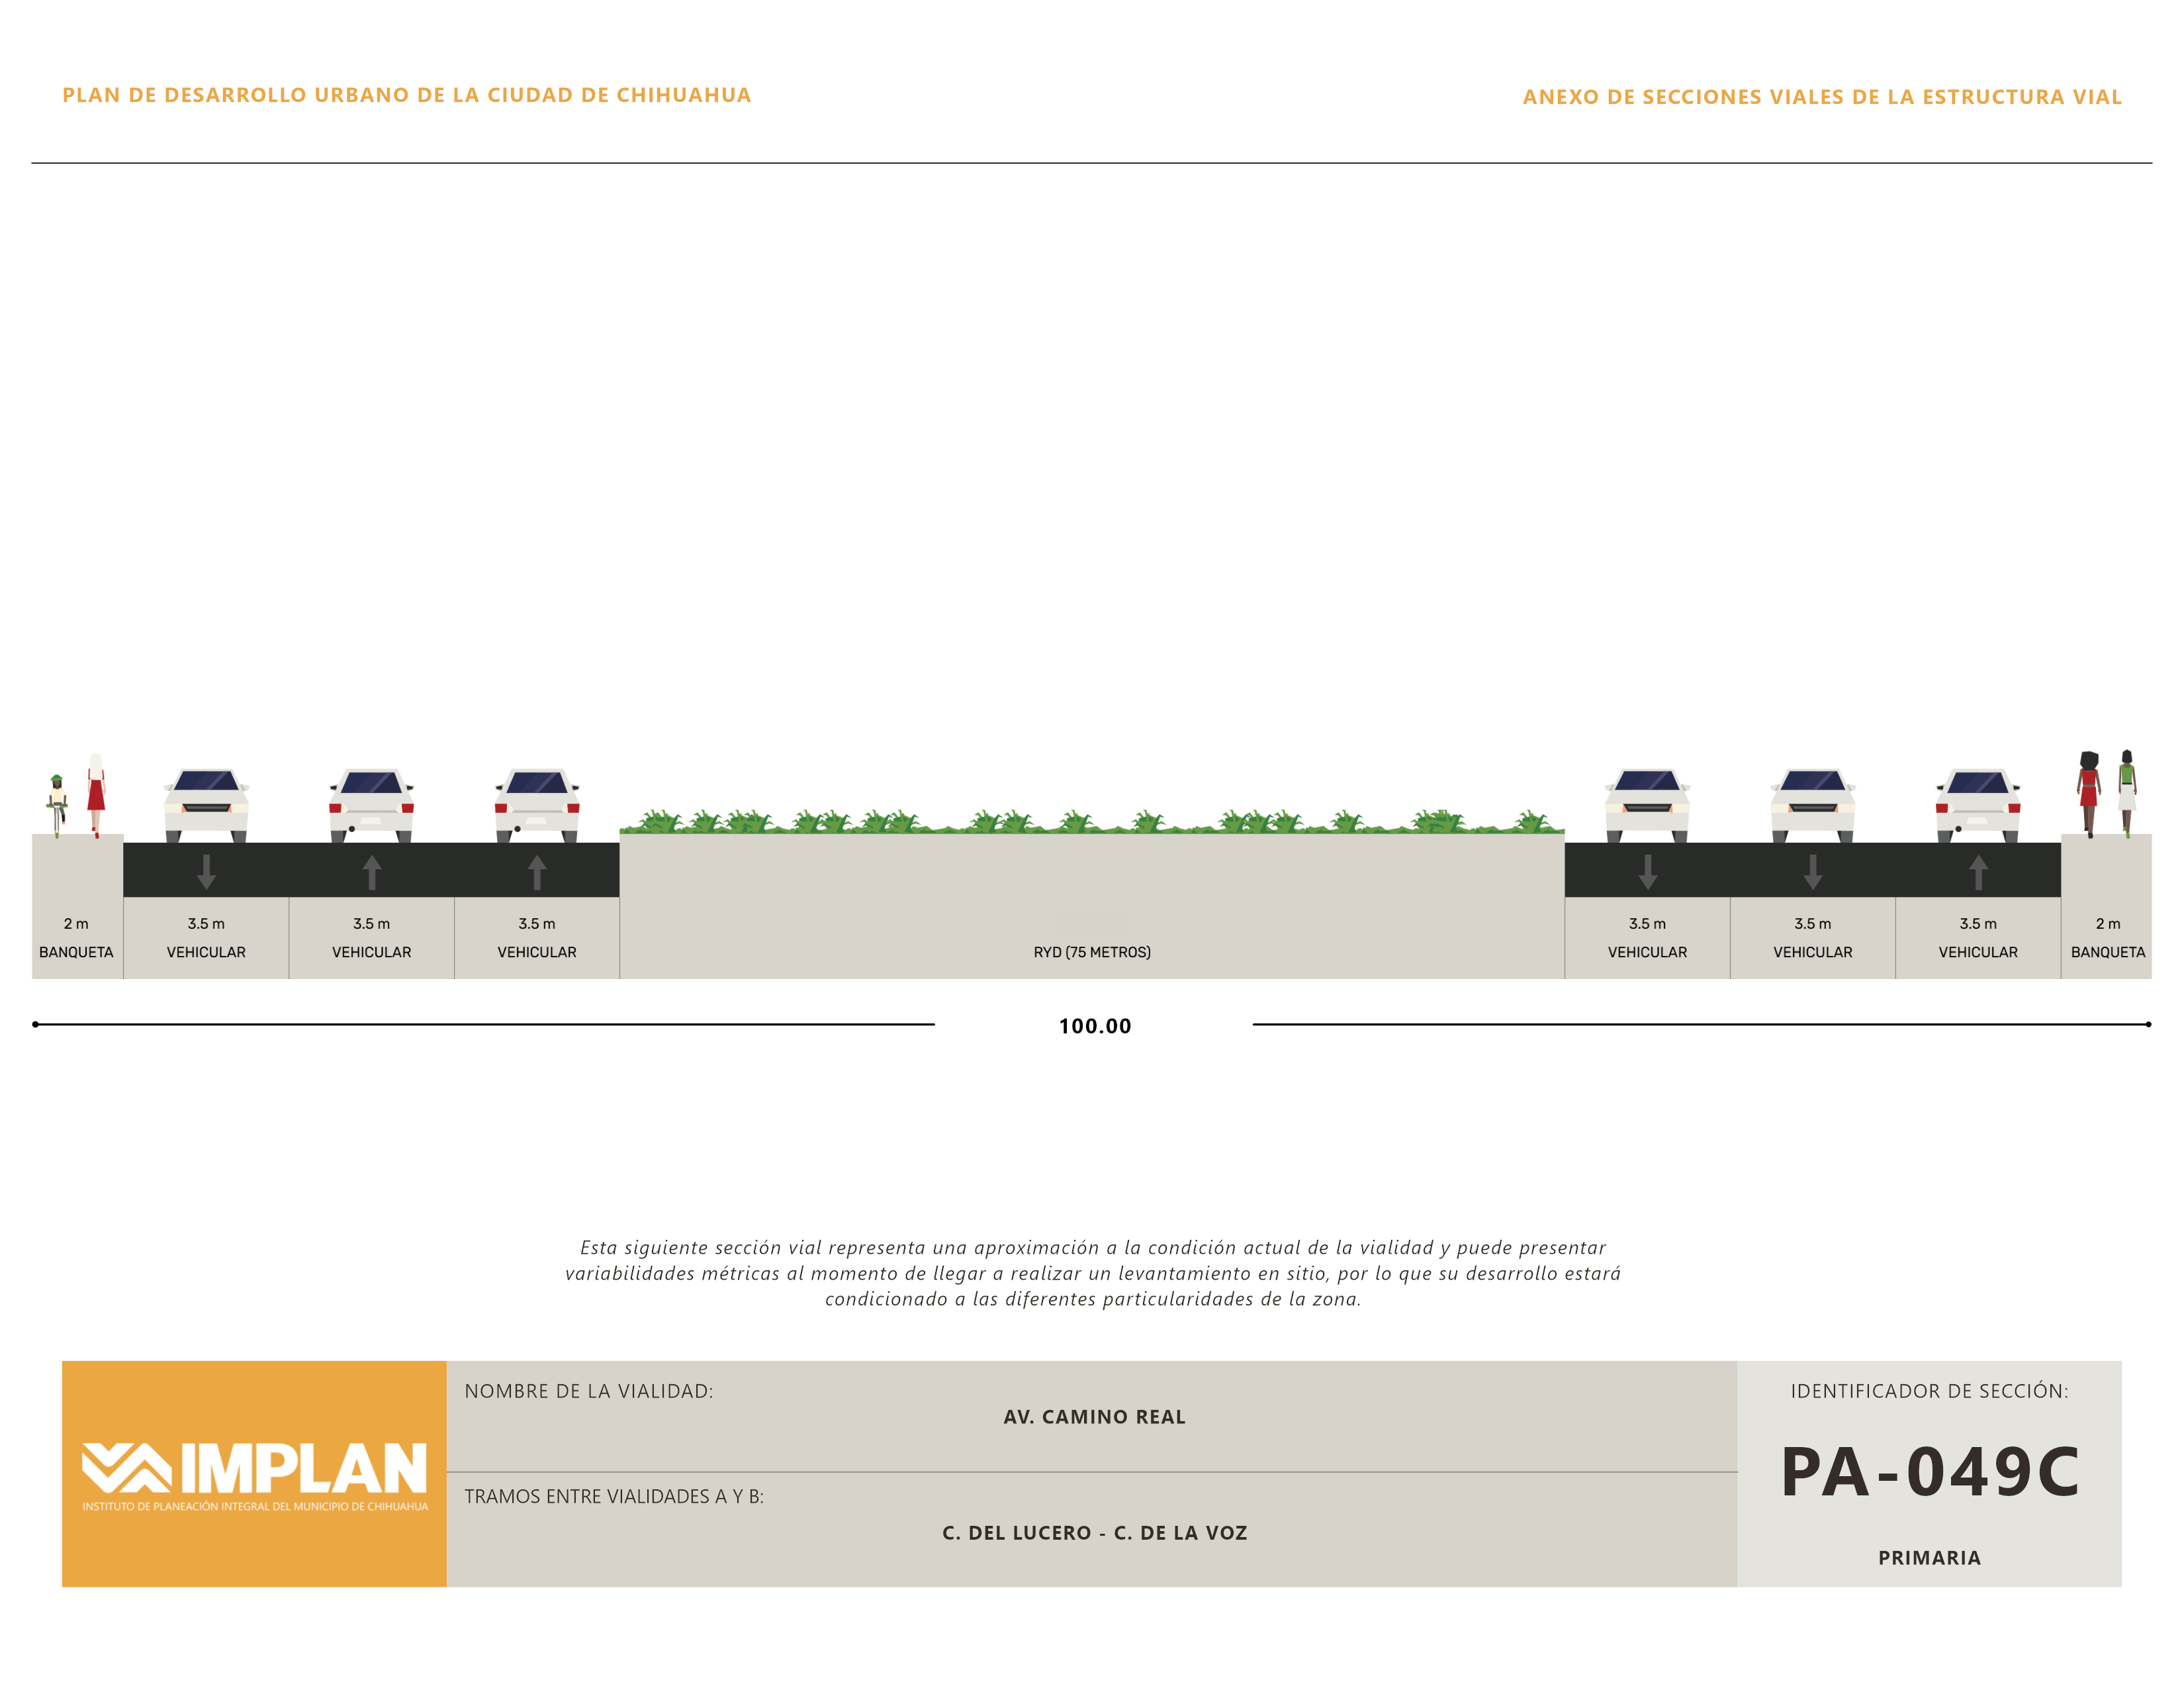 PLAN DE DESARROLLO URBANO DE LA CIUDAD DE CHIHUAHUA
ANEXO DE SECCIONES VIALES DE LA ESTRUCTURA VIAL
2 m
BANQUETA
3.5 m
VEHICULAR
3.5 m
VEHICULAR
3.5 m
VEHICULAR
RYD (75 METROS)
3.5 m
VEHICULAR
3.5 m
VEHICULAR
3.5 m
VEHICULAR
2 m
BANQUETA
100.00
Esta siguiente sección vial representa una aproximación a la condición actual de la vialidad y puede presentar
variabilidades métricas al momento de llegar a realizar un levantamiento en sitio, por lo que su desarrollo estará
condicionado a las diferentes particularidades de la zona.
IMPLAN
INSTITUTO DE PLANEACIÓN INTEGRAL DEL MUNICIPIO DE CHIHUAHUA
NOMBRE DE LA VIALIDAD:
AV. CAMINO REAL
TRAMOS ENTRE VIALIDADES A Y B:
C. DEL LUCERO - C. DE LA VOZ
IDENTIFICADOR DE SECCIÓN:
PA-049C
PRIMARIA